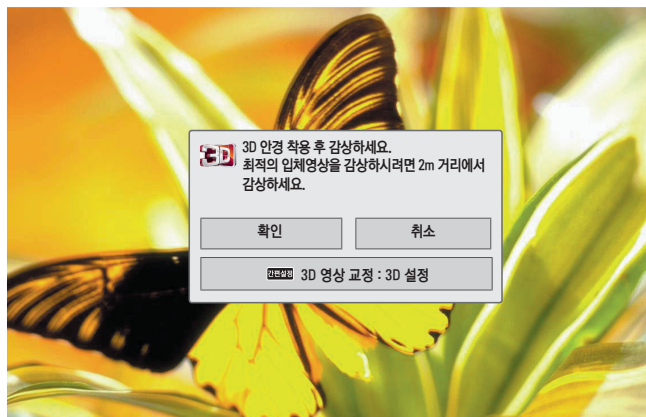 3D
3D 안경 착용 후 감상하세요.
최적의 입체영상을 감상하시려면 2m 거리에서
감상하세요.
확인
취소
간편설정 3D 영상 교정 : 3D 설정